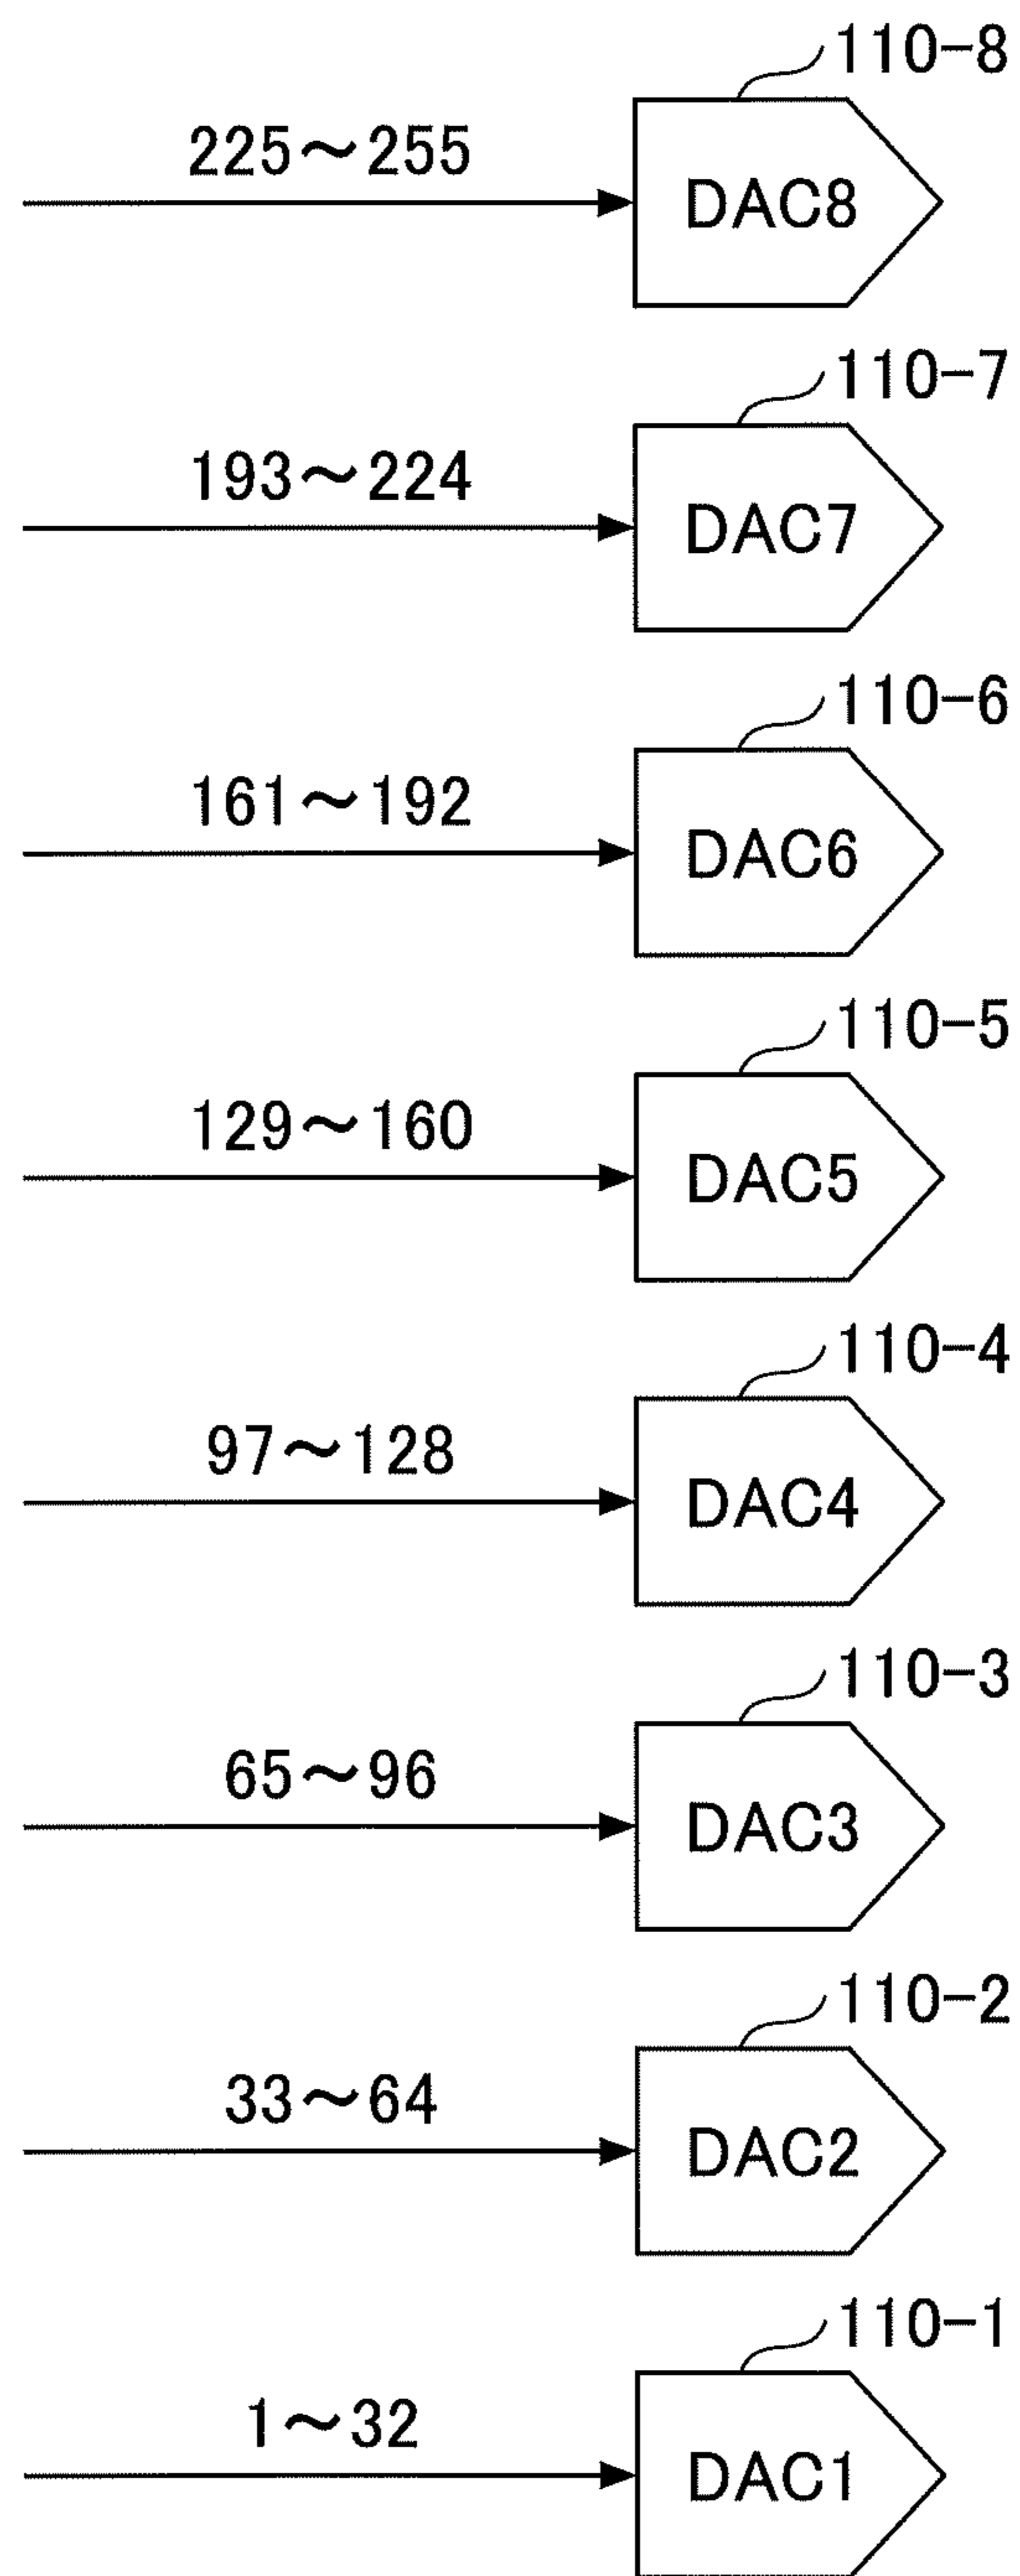 110-8
225～255
DAC8
110-7
193～224
DAC7
110-6
161～192
DAC6
110-5
129～160
DAC5
110-4
97～128
DAC4
110-3
65～96
DAC3
110-2
33～64
DAC2
110-1
1～32
DAC1